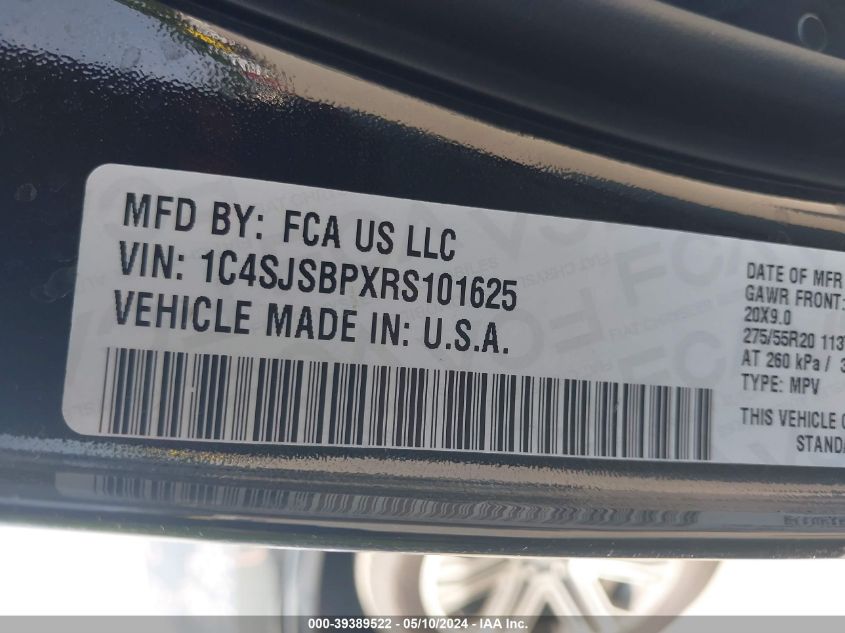 MFD BY: FCA US LLC
VIN: 1C4SJSBPXRS101625
VEHICLE MADE IN: U.S.A.
DATE OF MFR
GAWR FRONT:
20X9.0
275/55R20
AT 260 kPa /
TYPE: MPV
THIS VEHICLE
000-39389522 - 05/10/2024 - IAA Inc.